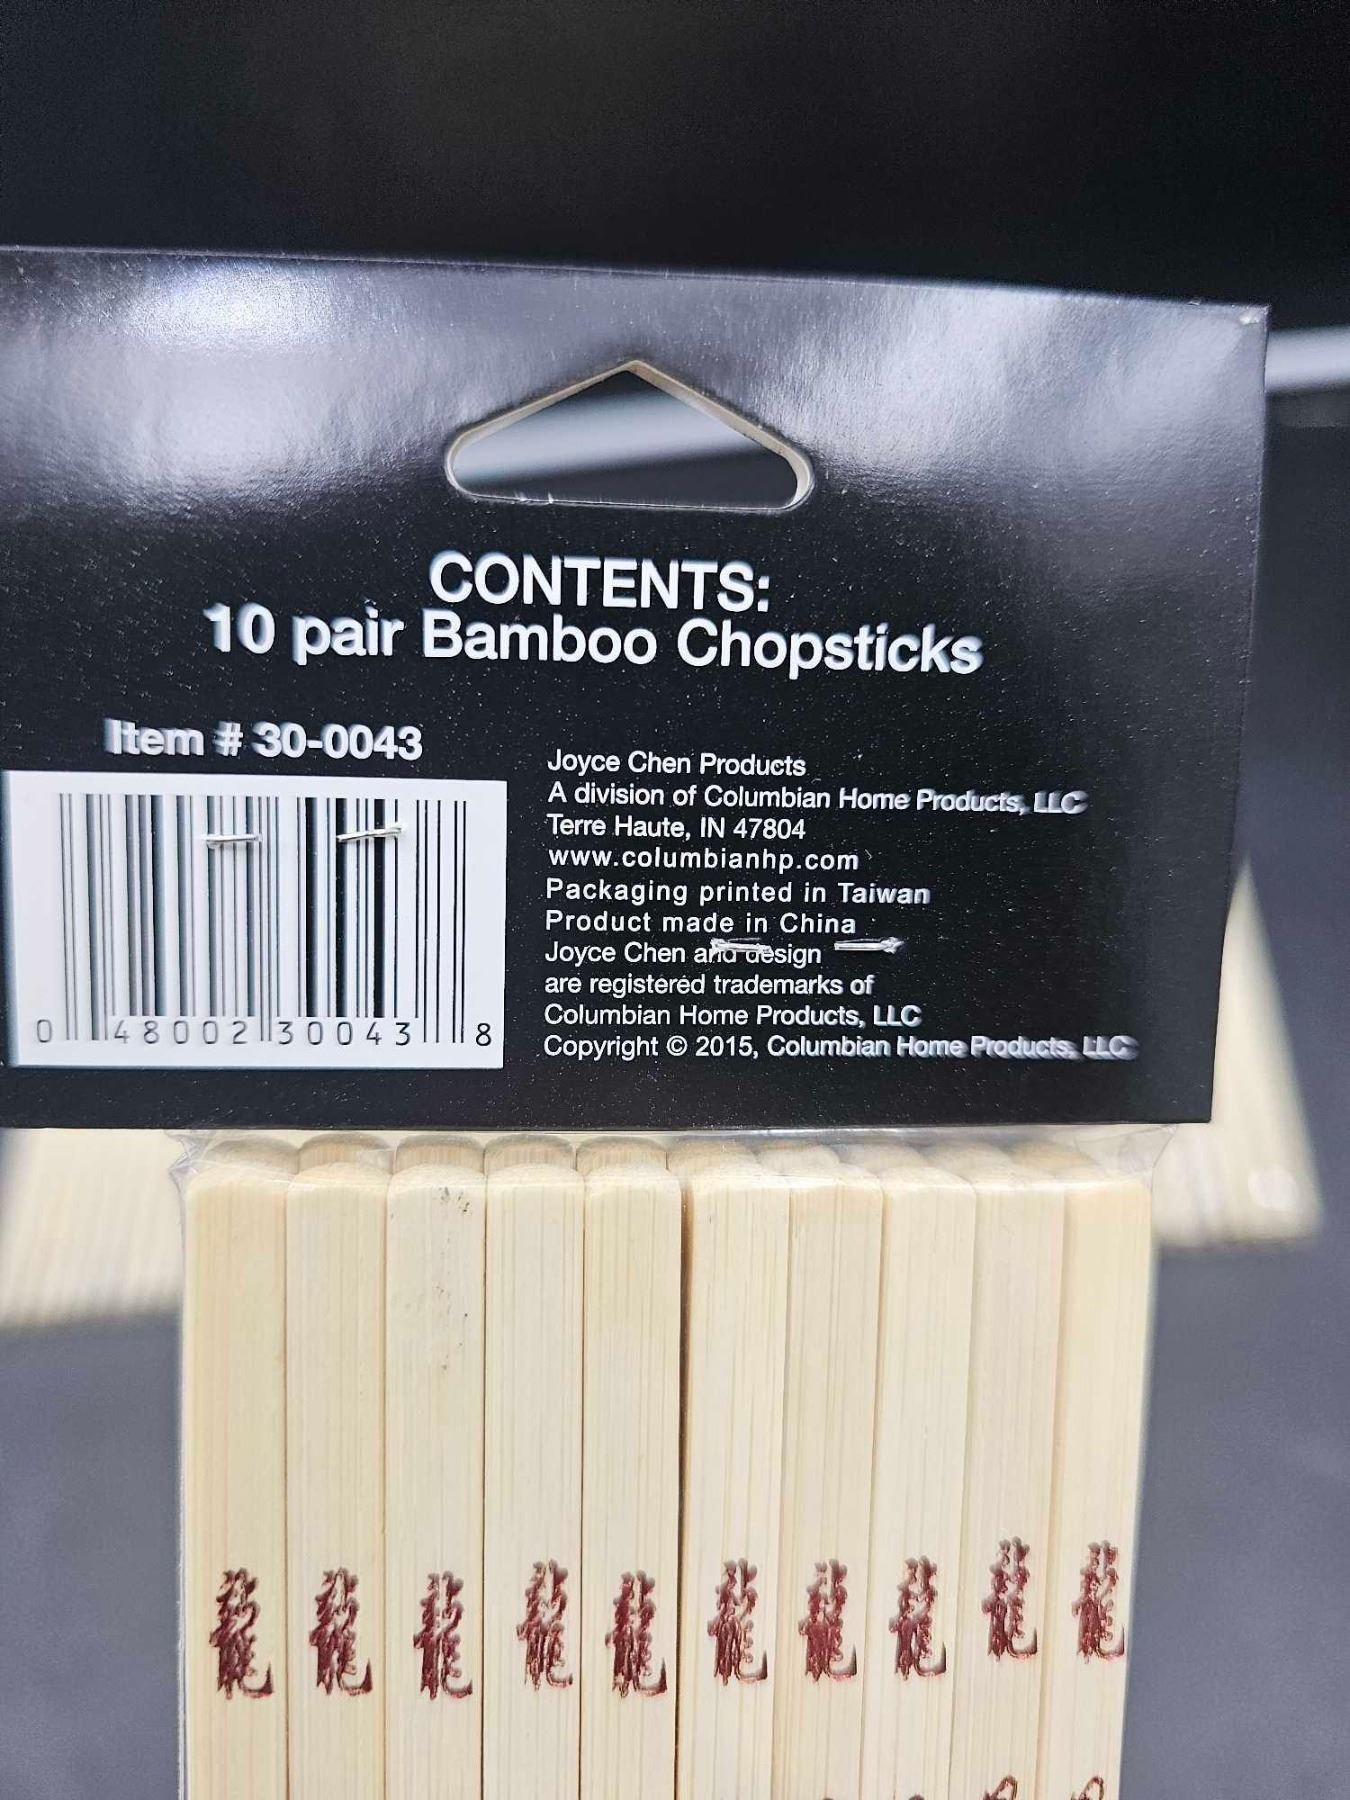 CONTENTS:
10 pair Bamboo Chopsticks
Item # 30-0043
0 48002 30043 8
Joyce Chen Products
A division of Columbian Home Products, LLC
Terre Haute, IN 47804
www.columbianhp.com
Packaging printed in Taiwan
Product made in China
Joyce Chen and design
are registered trademarks of
Columbian Home Products, LLC
Copyright © 2015, Columbian Home Products, LLC
龍 龍 龍 龍 龍 龍 龍 龍 龍 龍